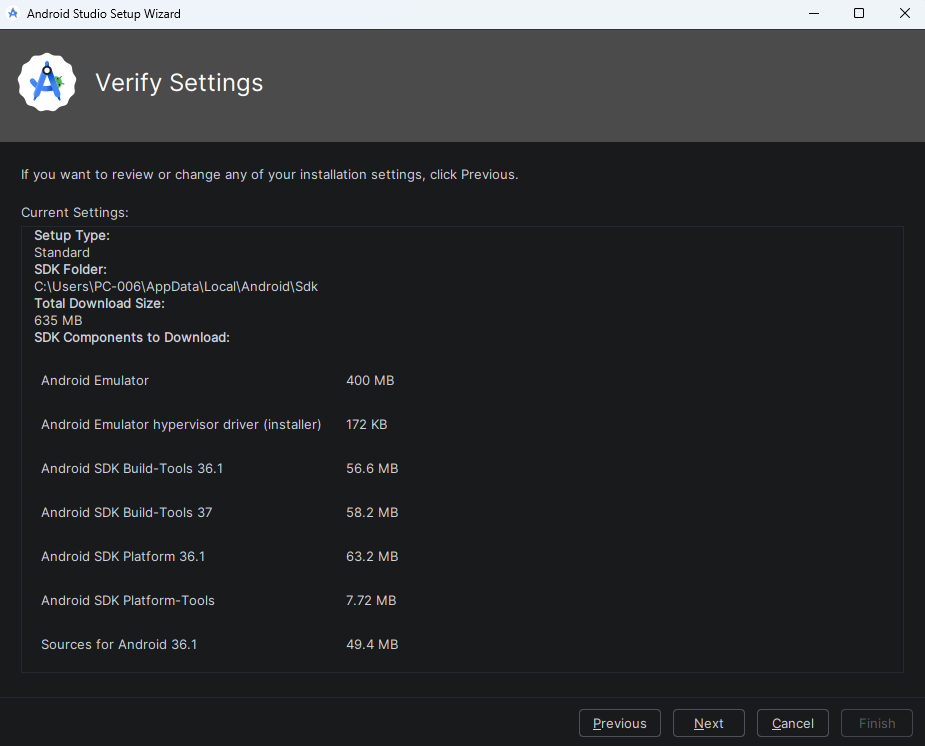 Android Studio Setup Wizard
Verify Settings
If you want to review or change any of your installation settings, click Previous.
Current Settings:
Setup Type:
Standard
SDK Folder:
C:\Users\PC-006\AppData\Local\Android\Sdk
Total Download Size:
635 MB
SDK Components to Download:
Android Emulator 400 MB
Android Emulator hypervisor driver (installer) 172 KB
Android SDK Build-Tools 36.1 56.6 MB
Android SDK Build-Tools 37 58.2 MB
Android SDK Platform 36.1 63.2 MB
Android SDK Platform-Tools 7.72 MB
Sources for Android 36.1 49.4 MB
Previous Next Cancel Finish